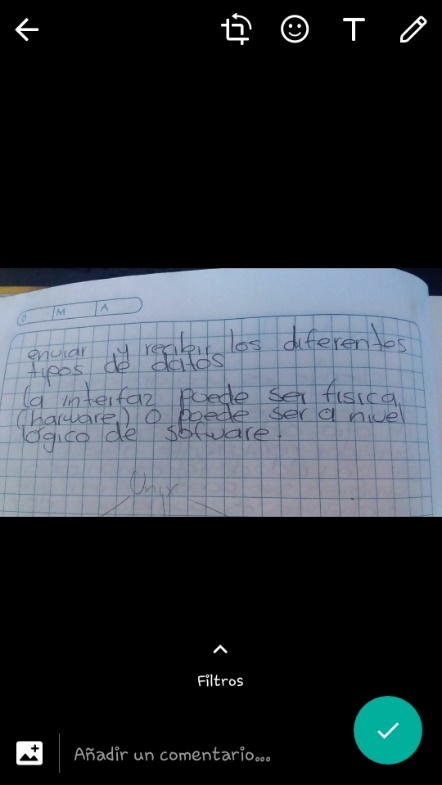 T
D M A
enviar y recibir los diferentes
tipos de datos
la interfaz puede ser fisica
(harware) o puede ser a nivel
logico de software.
Unix
Filtros
Añadir un comentario...